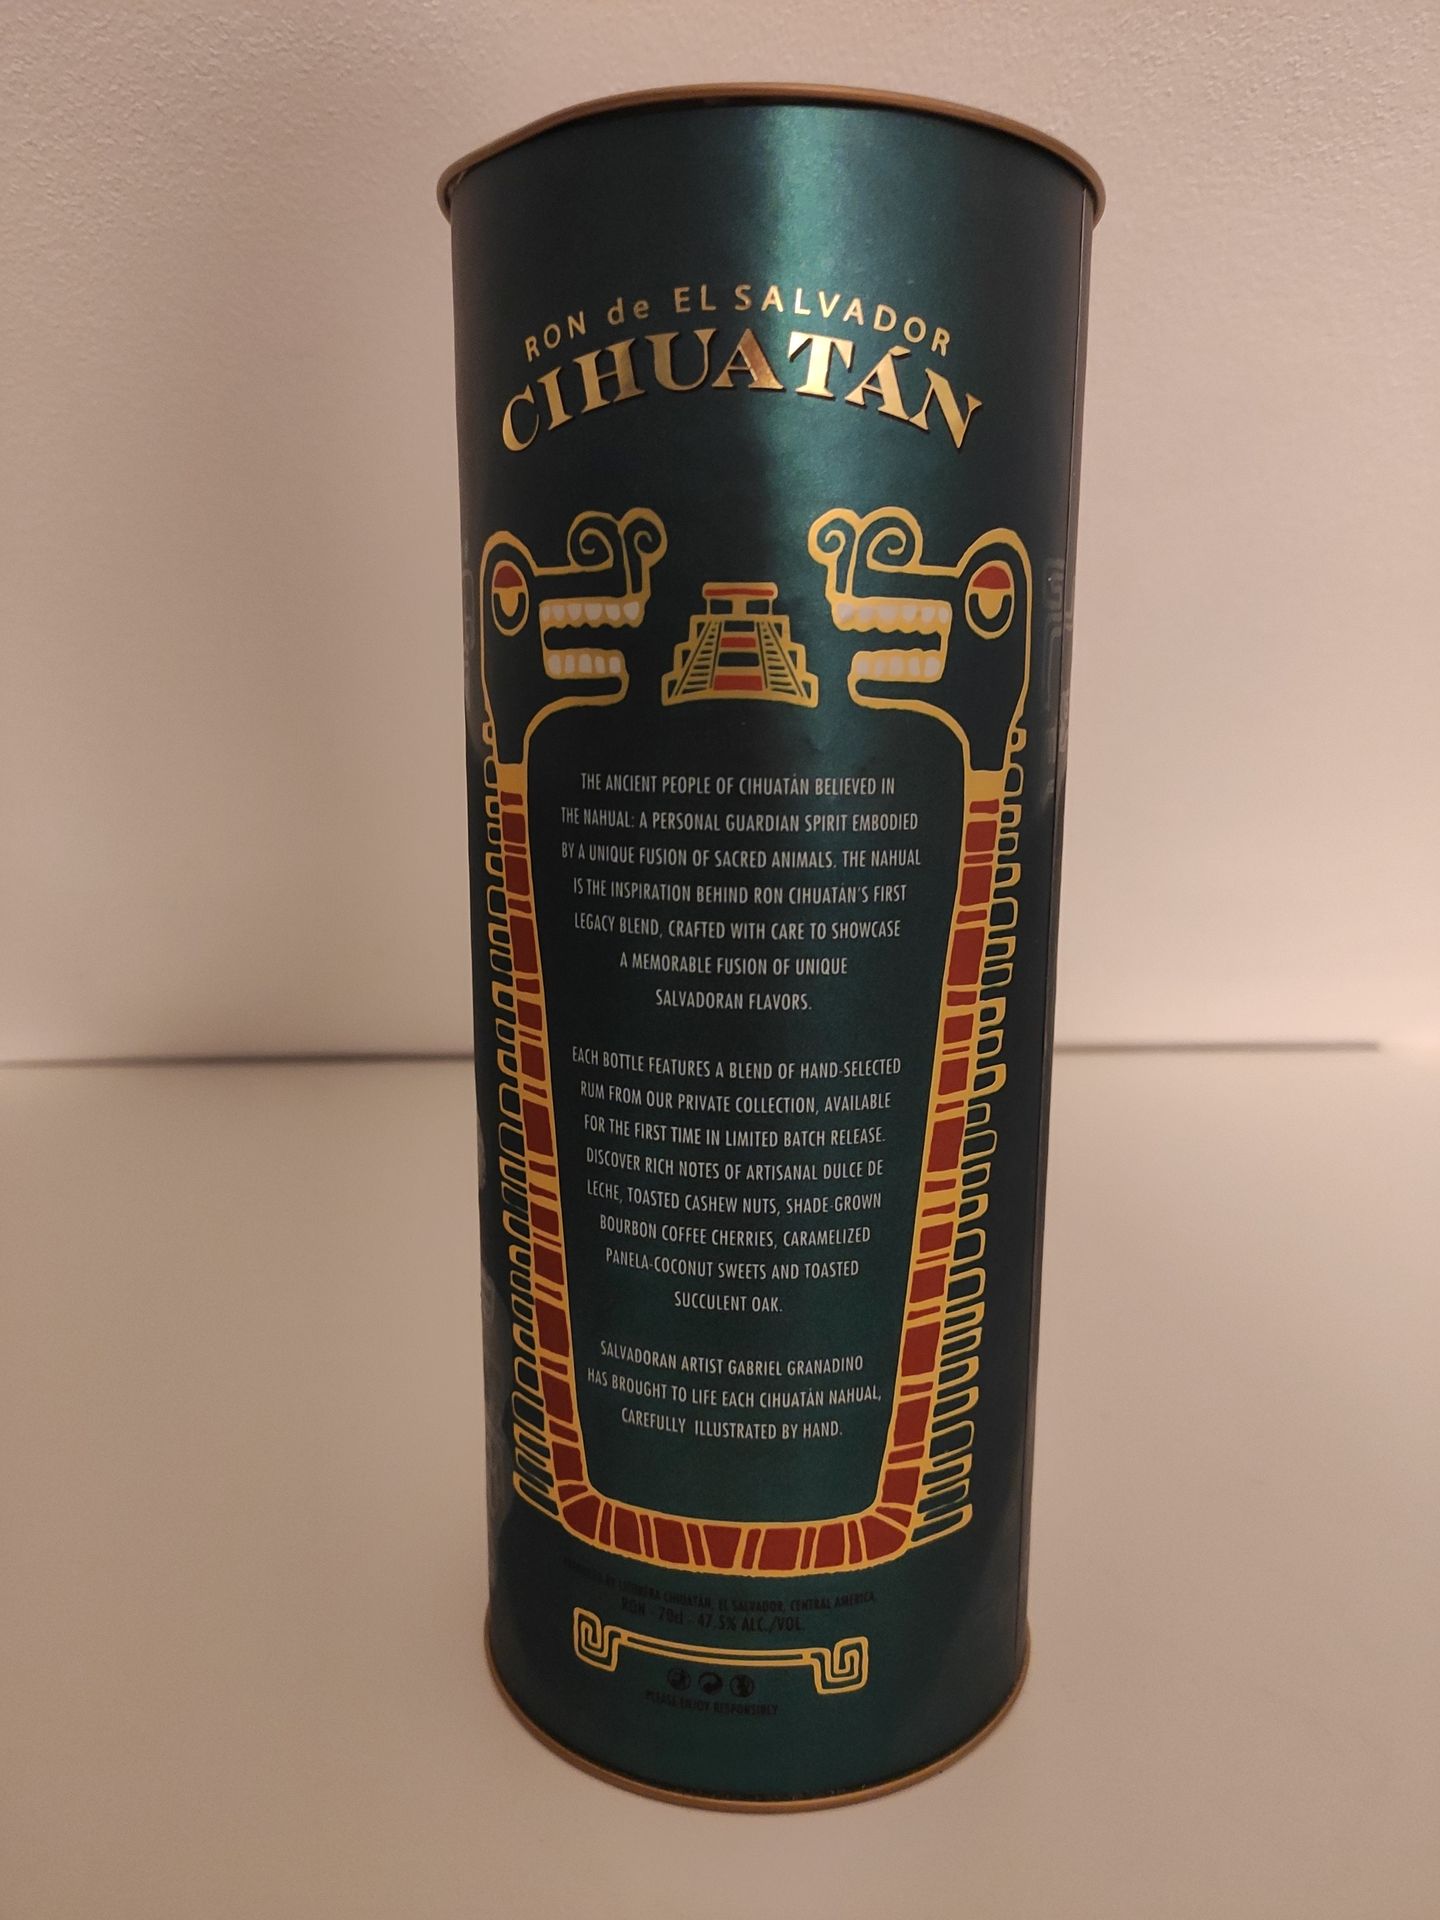 RON de EL SALVADOR
CIHUATÁN
THE ANCIENT PEOPLE OF CIHUATÁN BELIEVED IN
THE NAHUAL: A PERSONAL GUARDIAN SPIRIT EMBODIED
BY A UNIQUE FUSION OF SACRED ANIMALS. THE NAHUAL
IS THE INSPIRATION BEHIND RON CIHUATÁN'S FIRST
LEGACY BLEND, CRAFTED WITH CARE TO SHOWCASE
A MEMORABLE FUSION OF UNIQUE
SALVADORAN FLAVORS.
EACH BOTTLE FEATURES A BLEND OF HAND-SELECTED
RUM FROM OUR PRIVATE COLLECTION, AVAILABLE
FOR THE FIRST TIME IN LIMITED BATCH RELEASE.
DISCOVER RICH NOTES OF ARTISANAL DULCE DE
LECHE, TOASTED CASHEW NUTS, SHADE-GROWN
BOURBON COFFEE CHERRIES, CARAMELIZED
PANELA-COCONUT SWEETS AND TOASTED
SUCCULENT OAK.
SALVADORAN ARTIST GABRIEL GRANADINO
HAS BROUGHT TO LIFE EACH CIHUATÁN NAHUAL,
CAREFULLY ILLUSTRATED BY HAND.
BY LICORERA CIHUATÁN, EL SALVADOR, CENTRAL AMERICA.
RON - 70cl - 47.5% ALC./VOL.
PLEASE ENJOY RESPONSIBLY